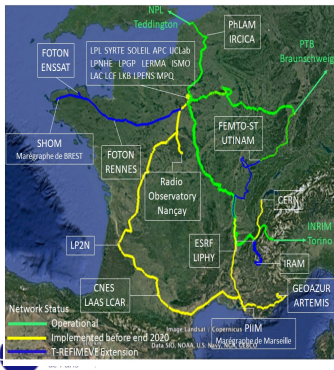 NPL
Teddington
PhLAM
IRCICA
PTB
Braunschweig
FOTON
ENSSAT
LPL SYRTE SOLEIL APC IJCLab
LPNHE LPGP LERMA ISMO
LAC LCF LKB LPENS MPQ
FEMTO-ST
UTINAM
SHOM
Marégraphe de BREST
FOTON
RENNES
Radio
Observatory
Nançay
CERN
LP2N
ESRF
LIPHY
INRIM
Torino
IRAM
CNES
LAAS LCAR
GEOAZUR
ARTEMIS
Network Status
Operational
Implemented before end 2020
T-REFIMEVE Extension
PIIM
Marégraphe de Marseille
Image Landsat / Copernicus
Data SIO, NOAA, U.S. Navy, NGA, GEBCO